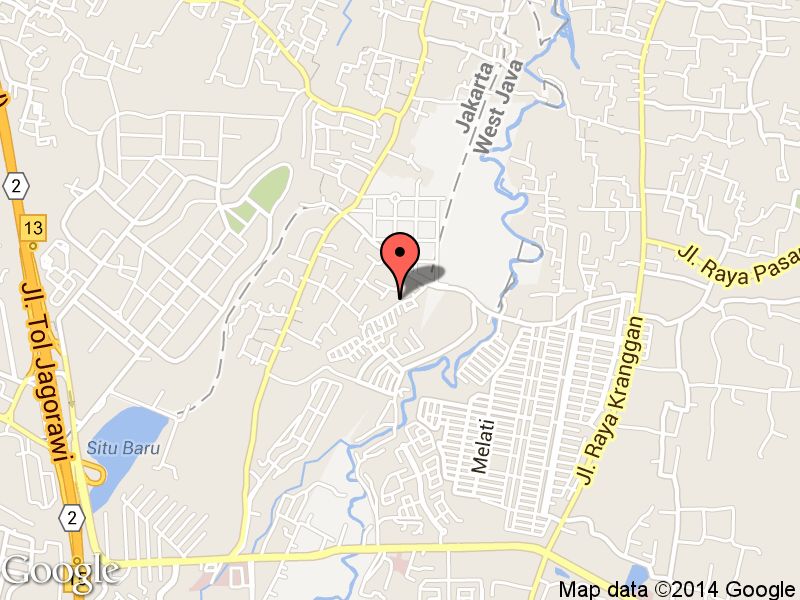 Jakarta
West Java
2
13
Jl. Raya Pasar
Jl. Tol Jagorawi
Jl. Raya Kranggan
Situ Baru
Melati
2
Google
Map data ©2014 Google